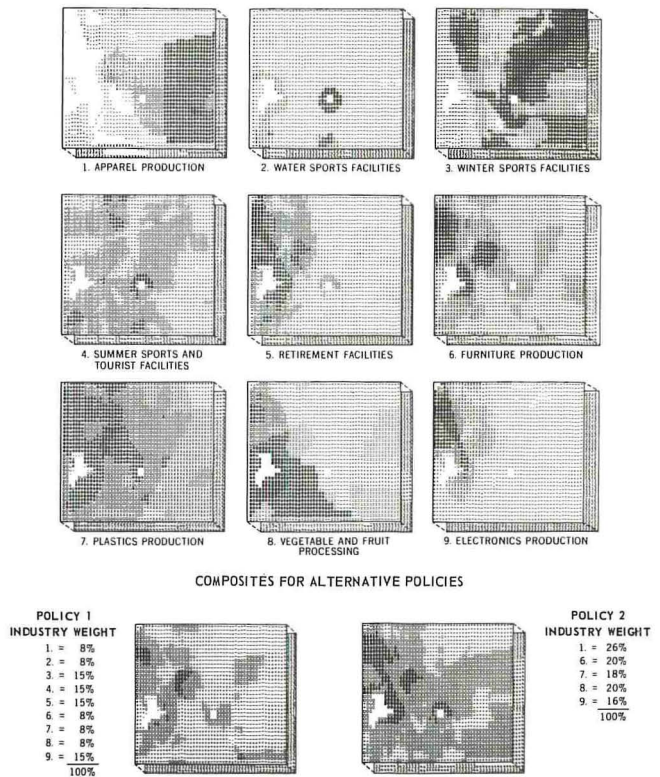 1. APPAREL PRODUCTION
2. WATER SPORTS FACILITIES
3. WINTER SPORTS FACILITIES
4. SUMMER SPORTS AND
TOURIST FACILITIES
5. RETIREMENT FACILITIES
6. FURNITURE PRODUCTION
7. PLASTICS PRODUCTION
8. VEGETABLE AND FRUIT
PROCESSING
9. ELECTRONICS PRODUCTION
COMPOSITES FOR ALTERNATIVE POLICIES
POLICY 1
INDUSTRY WEIGHT
1. = 8%
2. = 8%
3. = 15%
4. = 15%
5. = 15%
6. = 8%
7. = 8%
8. = 8%
9. = 15%
100%
POLICY 2
INDUSTRY WEIGHT
1. = 26%
6. = 20%
7. = 18%
8. = 20%
9. = 16%
100%